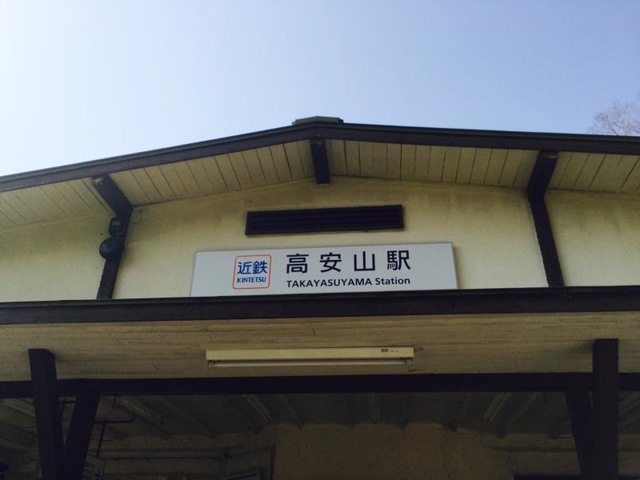 近鉄
KINTETSU
高安山駅
TAKAYASUYAMA Station